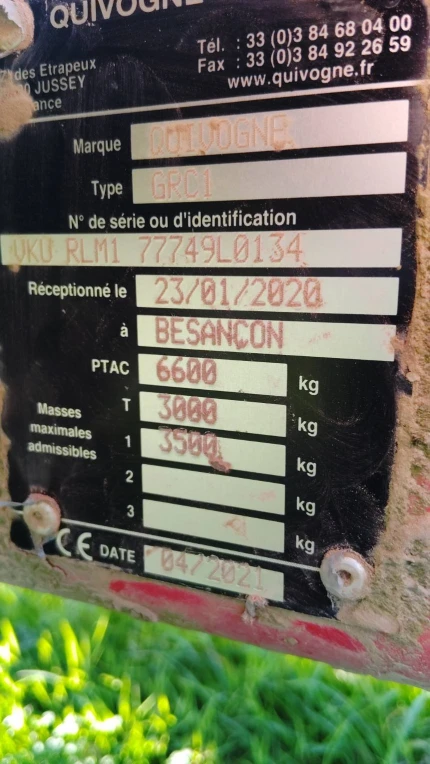 QUIVOGNE
Tél. : 33 (0)3 84 68 04 00
Fax : 33 (0)3 84 92 26 59
www.quivogne.fr
des Etrapeux
JUSSEY
Marque QUIVOGNE
Type GRC1
N° de série ou d'identification
VKU RLM1 77749L0134
Réceptionné le 23/01/2020
à BESANCON
PTAC 6600 kg
Masses maximales admissibles
T 3000 kg
1 3500 kg
2 kg
3 kg
CE DATE 04/2021